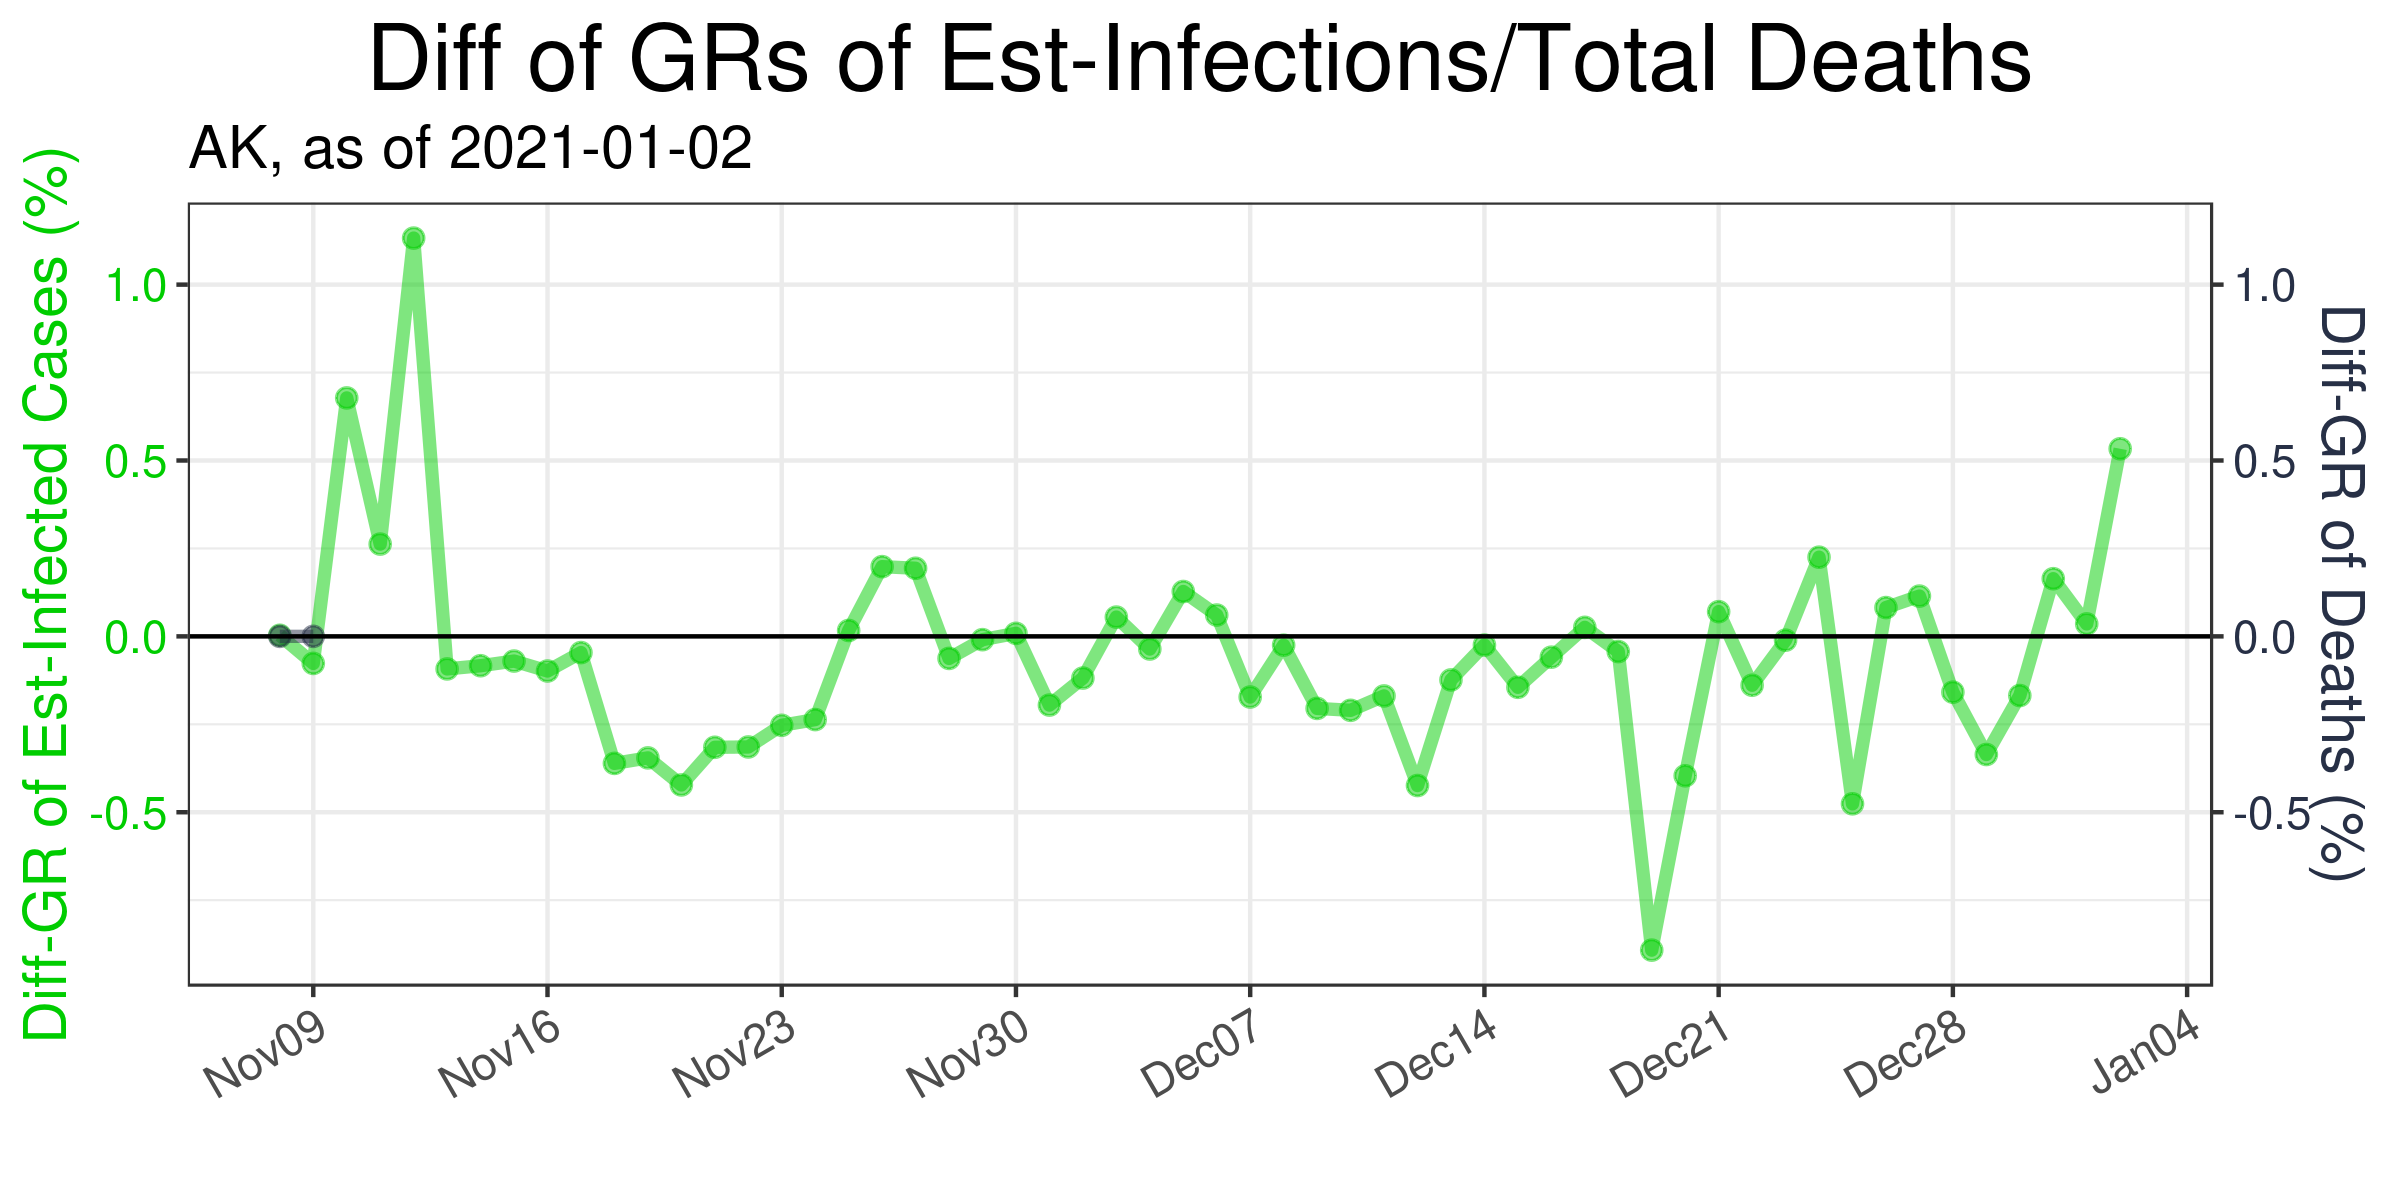 Diff of GRs of Est-Infections/Total Deaths
AK, as of 2021-01-02
Diff-GR of Est-Infected Cases (%)
1.0
0.5
0.0
-0.5
1.0
0.5
0.0
-0.5
Diff-GR of Deaths (%)
Nov09
Nov16
Nov23
Nov30
Dec07
Dec14
Dec21
Dec28
Jan04